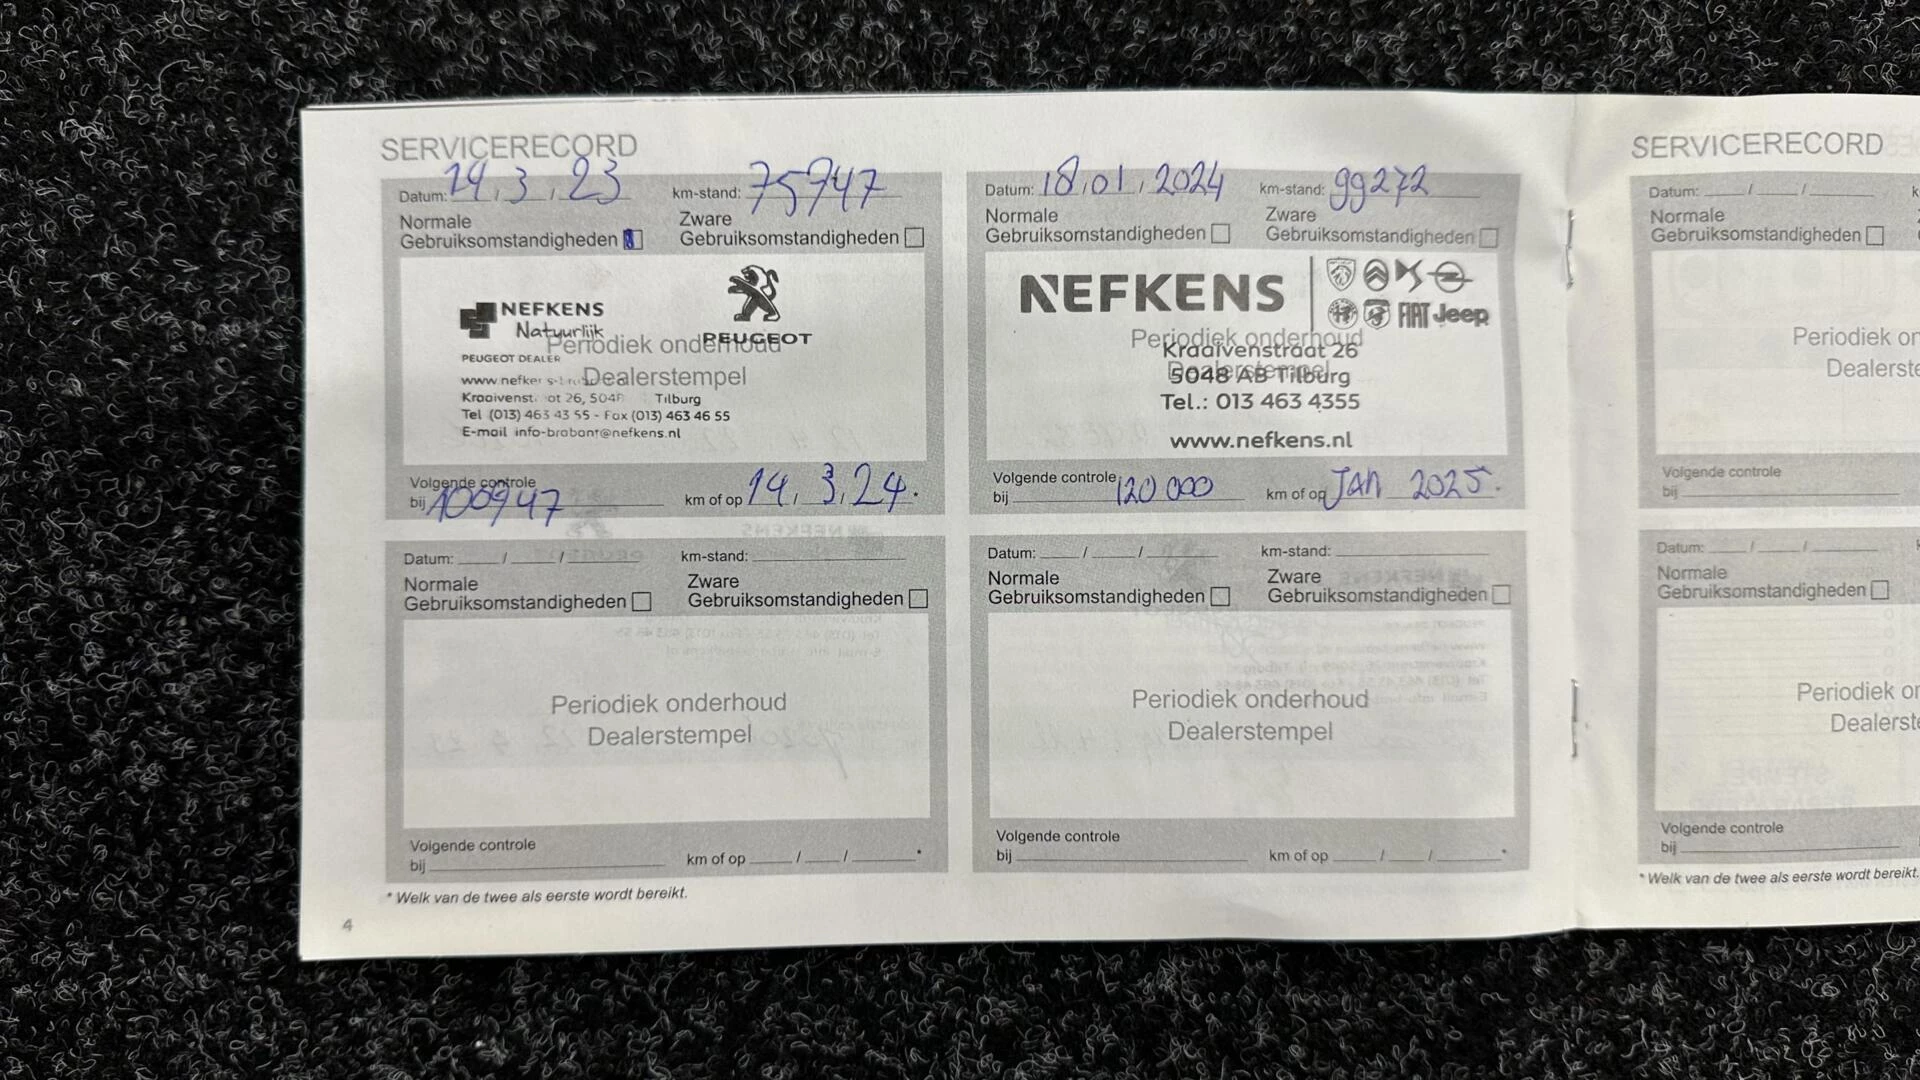 SERVICERECORD
Datum: 14, 3, 23 km-stand: 75947
Normale Zware
Gebruiksomstandigheden Gebruiksomstandigheden
NEFKENS
Natuurlijk
PEUGEOT
Periodiek onderhoud
PEUGEOT DEALER
Dealerstempel
26, Tilburg
Tel (013) 463 43 55 - Fax (013) 463 46 55
E-mail info-brabant@nefkens.nl
Volgende controle
bij 100947 km of op 14, 3, 24.*
Datum: 18, 01, 2024 km-stand: 99272
Normale Zware
Gebruiksomstandigheden Gebruiksomstandigheden
NEFKENS
FIAT Jeep
Periodiek onderhoud
Kraaivenstraat 26
Dealerstempel
5048 AB Tilburg
Tel.: 013 463 4355
www.nefkens.nl
Volgende controle
bij 120 000 km of op JAN 2025.
Datum: / / km-stand:
Normale Zware
Gebruiksomstandigheden Gebruiksomstandigheden
Periodiek onderhoud
Dealerstempel
Volgende controle
bij km of op / / *
Datum: / / km-stand:
Normale Zware
Gebruiksomstandigheden Gebruiksomstandigheden
Periodiek onderhoud
Dealerstempel
Volgende controle
bij km of op / / *
* Welk van de twee als eerste wordt bereikt.
4
SERVICERECORD
Datum: / /
Normale
Gebruiksomstandigheden
Periodiek
Volgende controle
bij
Datum: / /
Normale
Gebruiksomstandigheden
Periodiek
Volgende controle
bij
* Welk van de twee als eerste wordt bereikt.